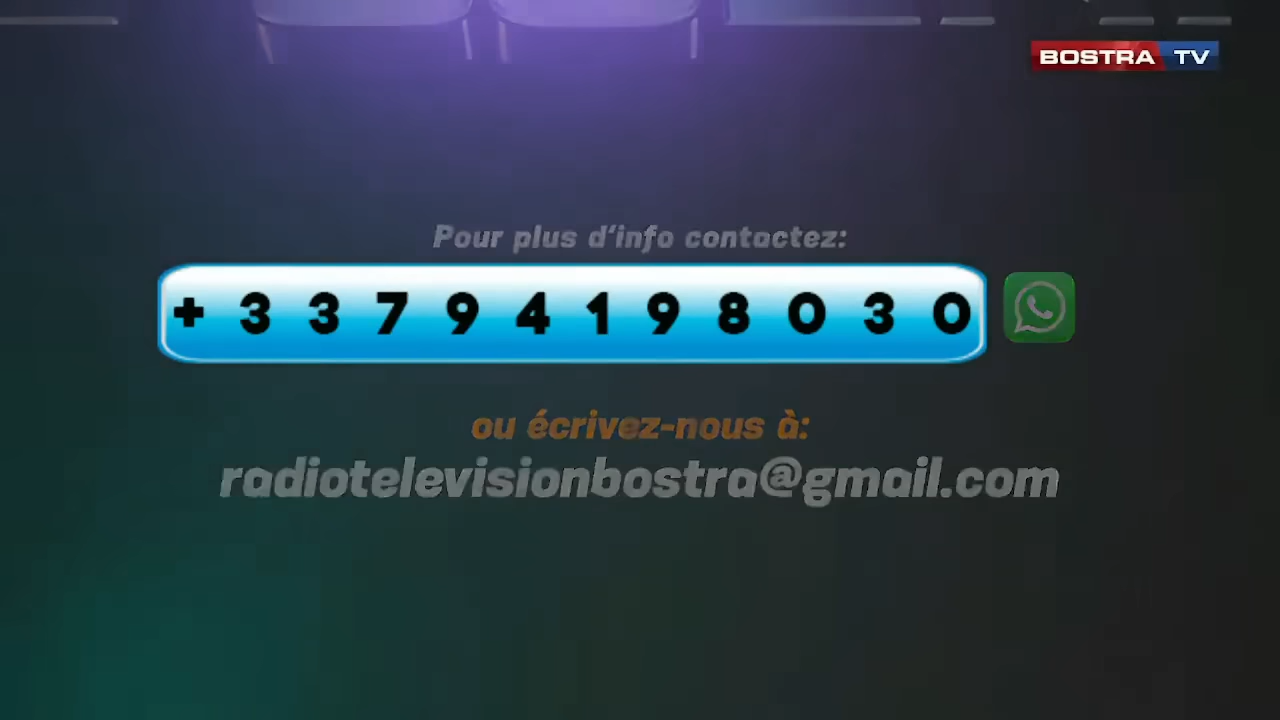 BOSTRA TV
Pour plus d'info contactez:
+ 3 3 7 9 4 1 9 8 0 3 0
ou écrivez-nous à:
radiotelevisionbostra@gmail.com